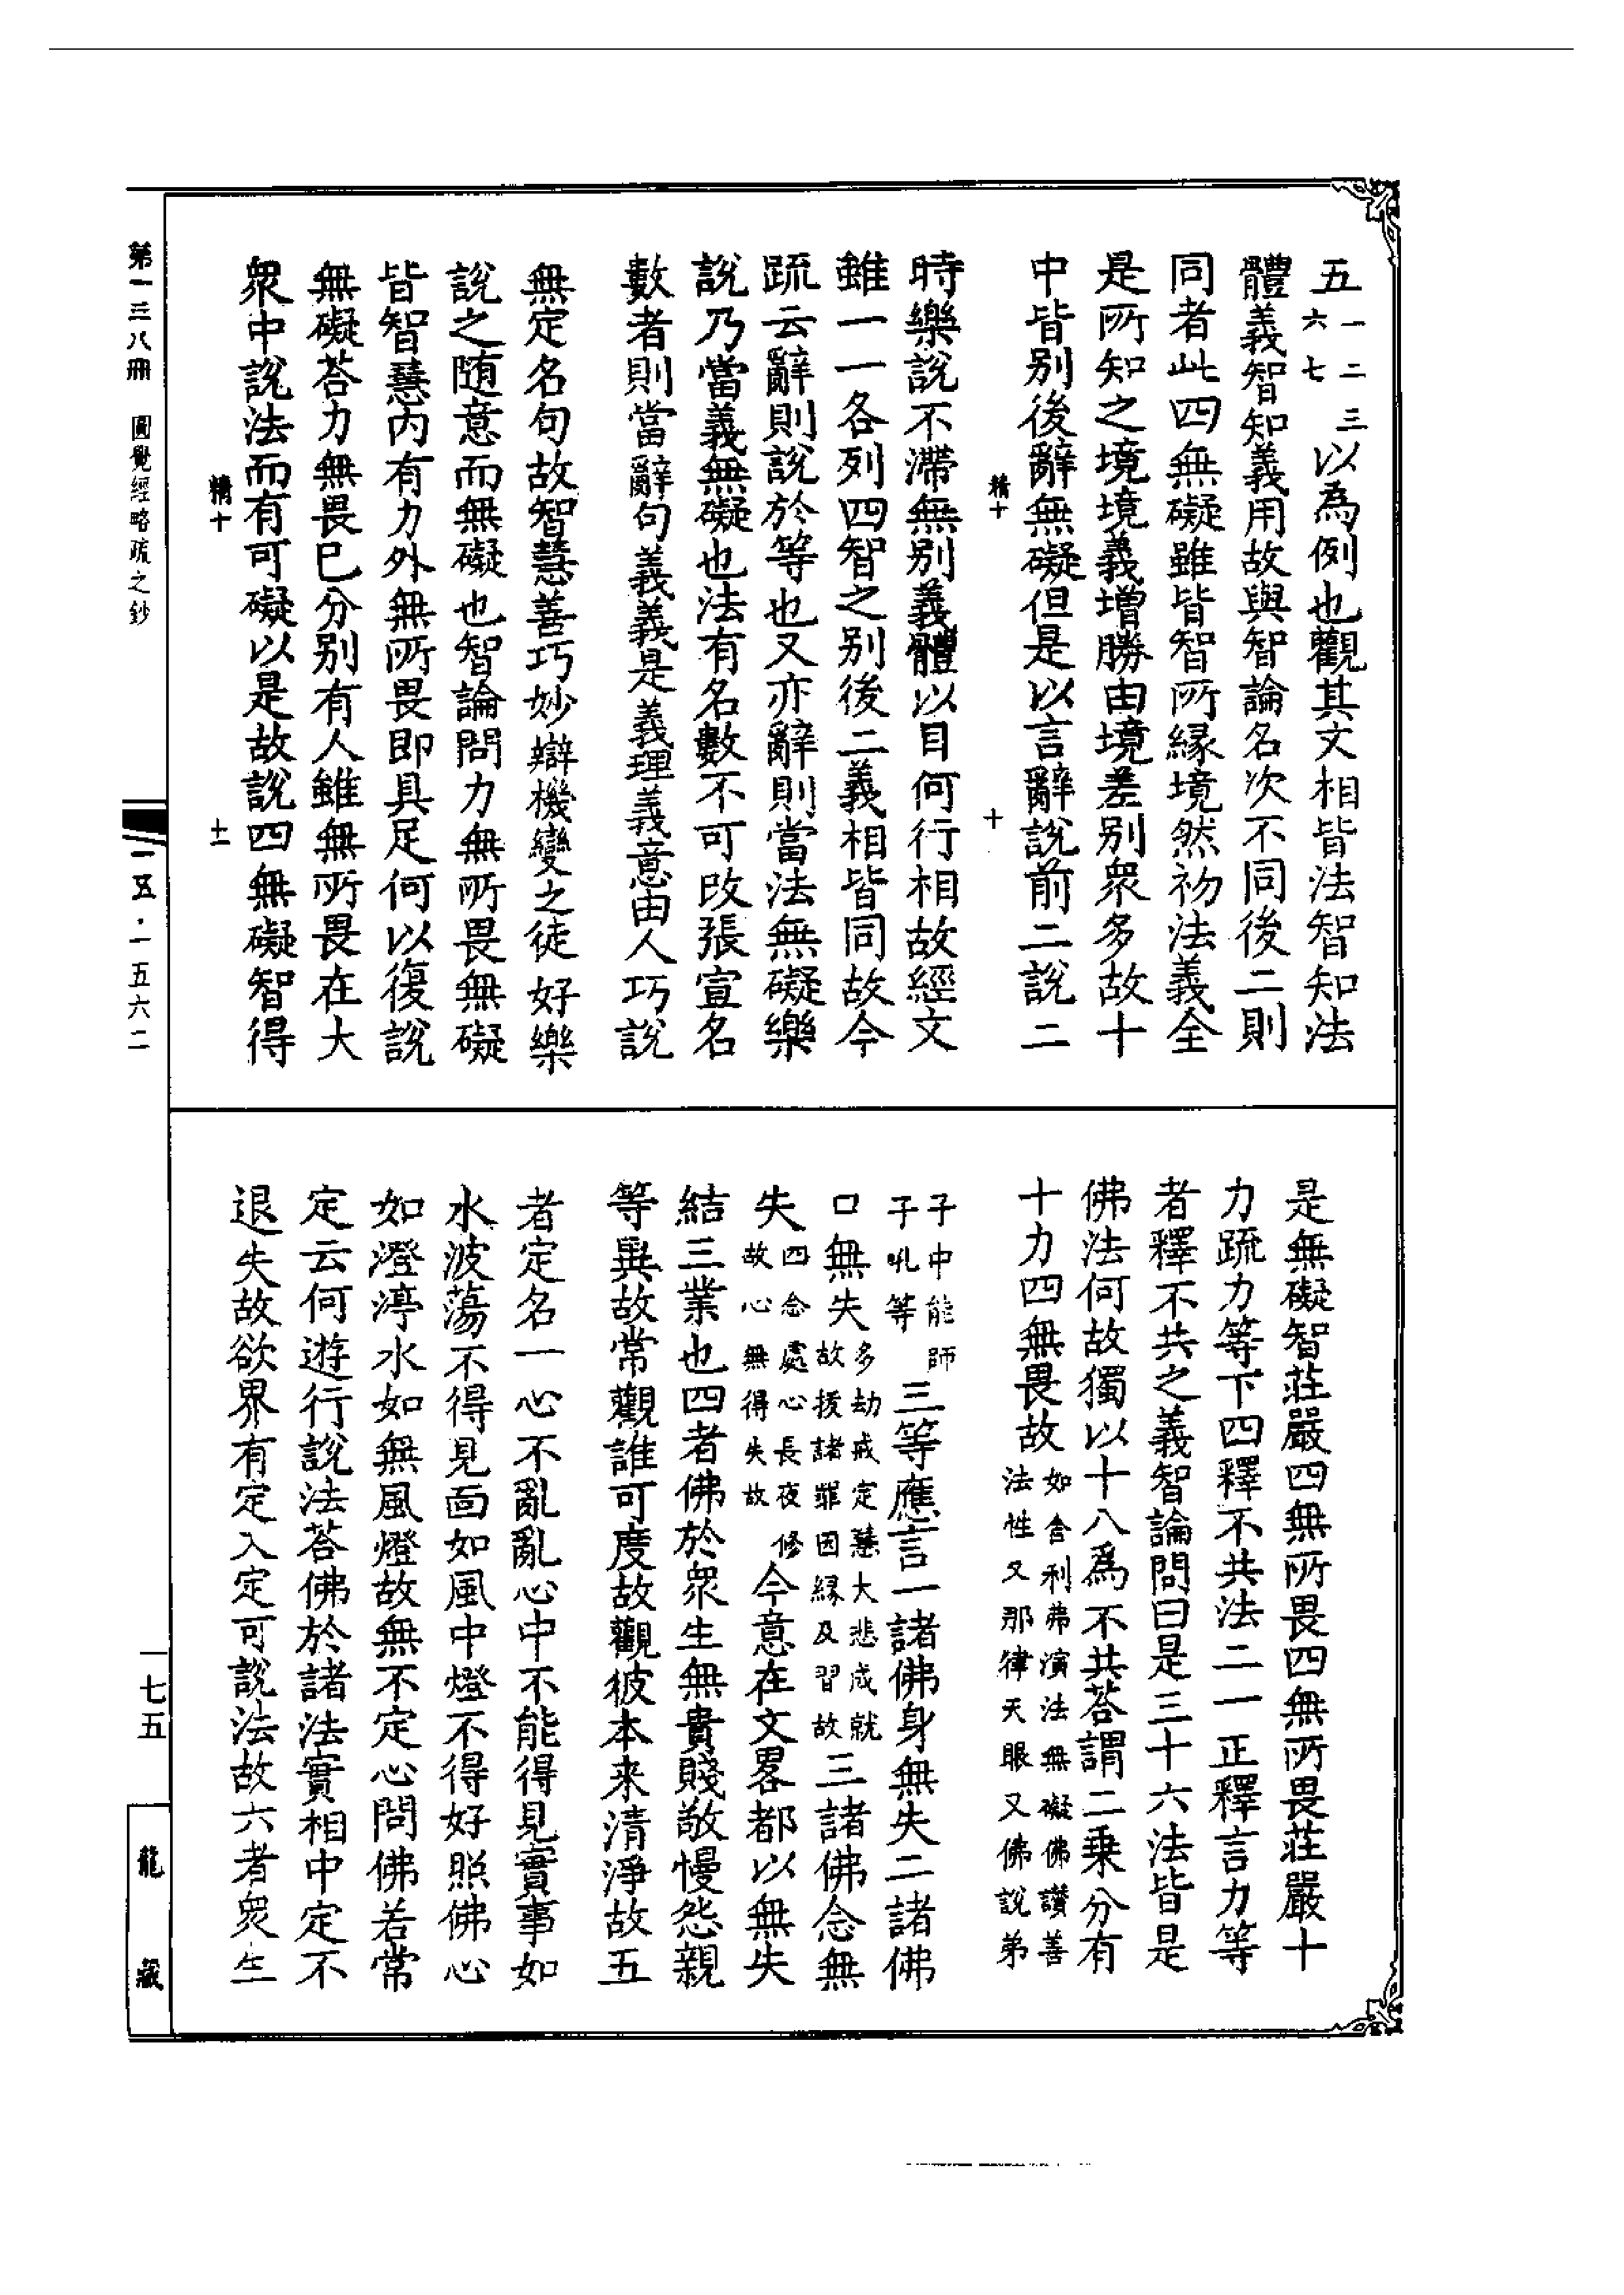 五一二三六七以為例也觀其文相皆法智知法
體義智知義用故與智論名次不同後二則
同者此四無礙雖皆智所緣境然初法義全
是所知之境境義增勝由境差別衆多故十
中皆別後辭無礙但是以言辭說前二說二
精十
十
時樂說不滯無別義體以目何行相故經文
雖一一各列四智之別後二義相皆同故今
䟽云辭則說於等也又亦辭則當法無礙樂
說乃當義無礙也法有名數不可改張宣名
數者則當辭句義義是義理義意由人巧說
無定名句故智慧善巧妙辯機變之徒好樂
說之随意而無礙也智論問力無所畏無礙
皆智慧内有力外無所畏即具足何以復說
無礙荅力無畏已分別有人雖無所畏在大
衆中說法而有可礙以是故說四無礙智得
精十
十一
是無礙智莊嚴四無所畏四無所畏莊嚴十
力䟽力等下四釋不共法二一正釋言力等
者釋不共之義智論問曰是三十六法皆是
佛法何故獨以十八爲不共荅謂二乘分有
十力四無畏故如舍利弗演法無礙佛讚善
法性又那律天眼又佛說弟
子中能師
子吼等三等應言一諸佛身無失二諸佛
口無失多劫戒定慧大悲成就
故拔諸罪因緣及習故三諸佛念無
失四念處心長夜修
故心無得失故今意在文畧都以無失
結三業也四者佛於衆生無貴賤敬慢怨親
等異故常觀誰可度故觀彼本来清淨故五
者定名一心不亂亂心中不能得見實事如
水波蕩不得見面如風中燈不得好照佛心
如澄渟水如無風燈故無不定心問佛若常
定云何遊行說法荅佛於諸法實相中定不
退失故欲界有定入定可說法故六者衆生
第一三八冊 圓覺經略疏之鈔
一五·一五六二
一七五
龍藏